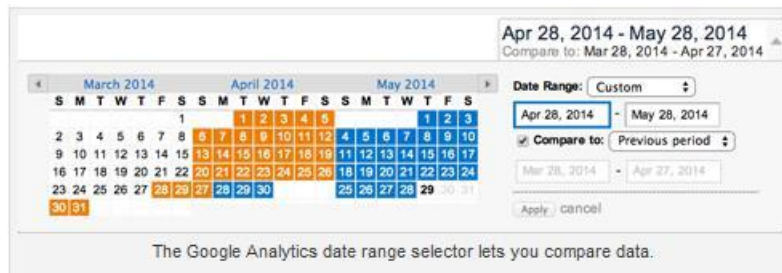 Apr 28, 2014 - May 28, 2014
Compare to: Mar 28, 2014 - Apr 27, 2014
March 2014 April 2014 May 2014
S M T W T F S S M T W T F S S M T W T F S
1 1 2 3 4 5 1 2 3
2 3 4 5 6 7 8 6 7 8 9 10 11 12 4 5 6 7 8 9 10
9 10 11 12 13 14 15 13 14 15 16 17 18 19 11 12 13 14 15 16 17
16 17 18 19 20 21 22 20 21 22 23 24 25 26 18 19 20 21 22 23 24
23 24 25 26 27 28 29 27 28 29 30 25 26 27 28 29 30 31
30 31
Date Range: Custom
Apr 28, 2014 - May 28, 2014
Compare to: Previous period
Mar 28, 2014 - Apr 27, 2014
Apply cancel
The Google Analytics date range selector lets you compare data.